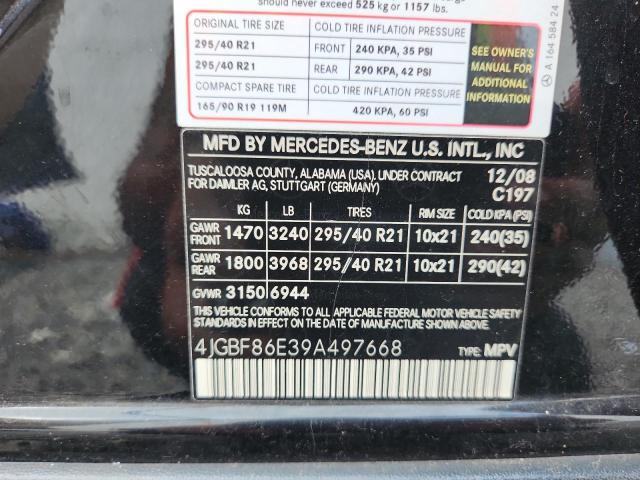 should never exceed 525 kg or 1157 lbs.
ORIGINAL TIRE SIZE COLD TIRE INFLATION PRESSURE
295/40 R21 FRONT 240 KPA, 35 PSI
295/40 R21 REAR 290 KPA, 42 PSI
COMPACT SPARE TIRE COLD TIRE INFLATION PRESSURE
165/90 R19 119M 420 KPA, 60 PSI
SEE OWNER'S
MANUAL FOR
ADDITIONAL
INFORMATION
A 164 584 24
MFD BY MERCEDES-BENZ U.S. INTL., INC
TUSCALOOSA COUNTY, ALABAMA (USA). UNDER CONTRACT 12/08
FOR DAIMLER AG, STUTTGART (GERMANY) C197
KG LB TIRES RIM SIZE COLD KPA (PSI)
GAWR FRONT 1470 3240 295/40 R21 10x21 240(35)
GAWR REAR 1800 3968 295/40 R21 10x21 290(42)
GVWR 3150 6944
THIS VEHICLE CONFORMS TO ALL APPLICABLE FEDERAL MOTOR VEHICLE SAFETY
STANDARDS IN EFFECT ON THE DATE OF MANUFACTURE SHOWN ABOVE.
4JGBF86E39A497668 TYPE: MPV